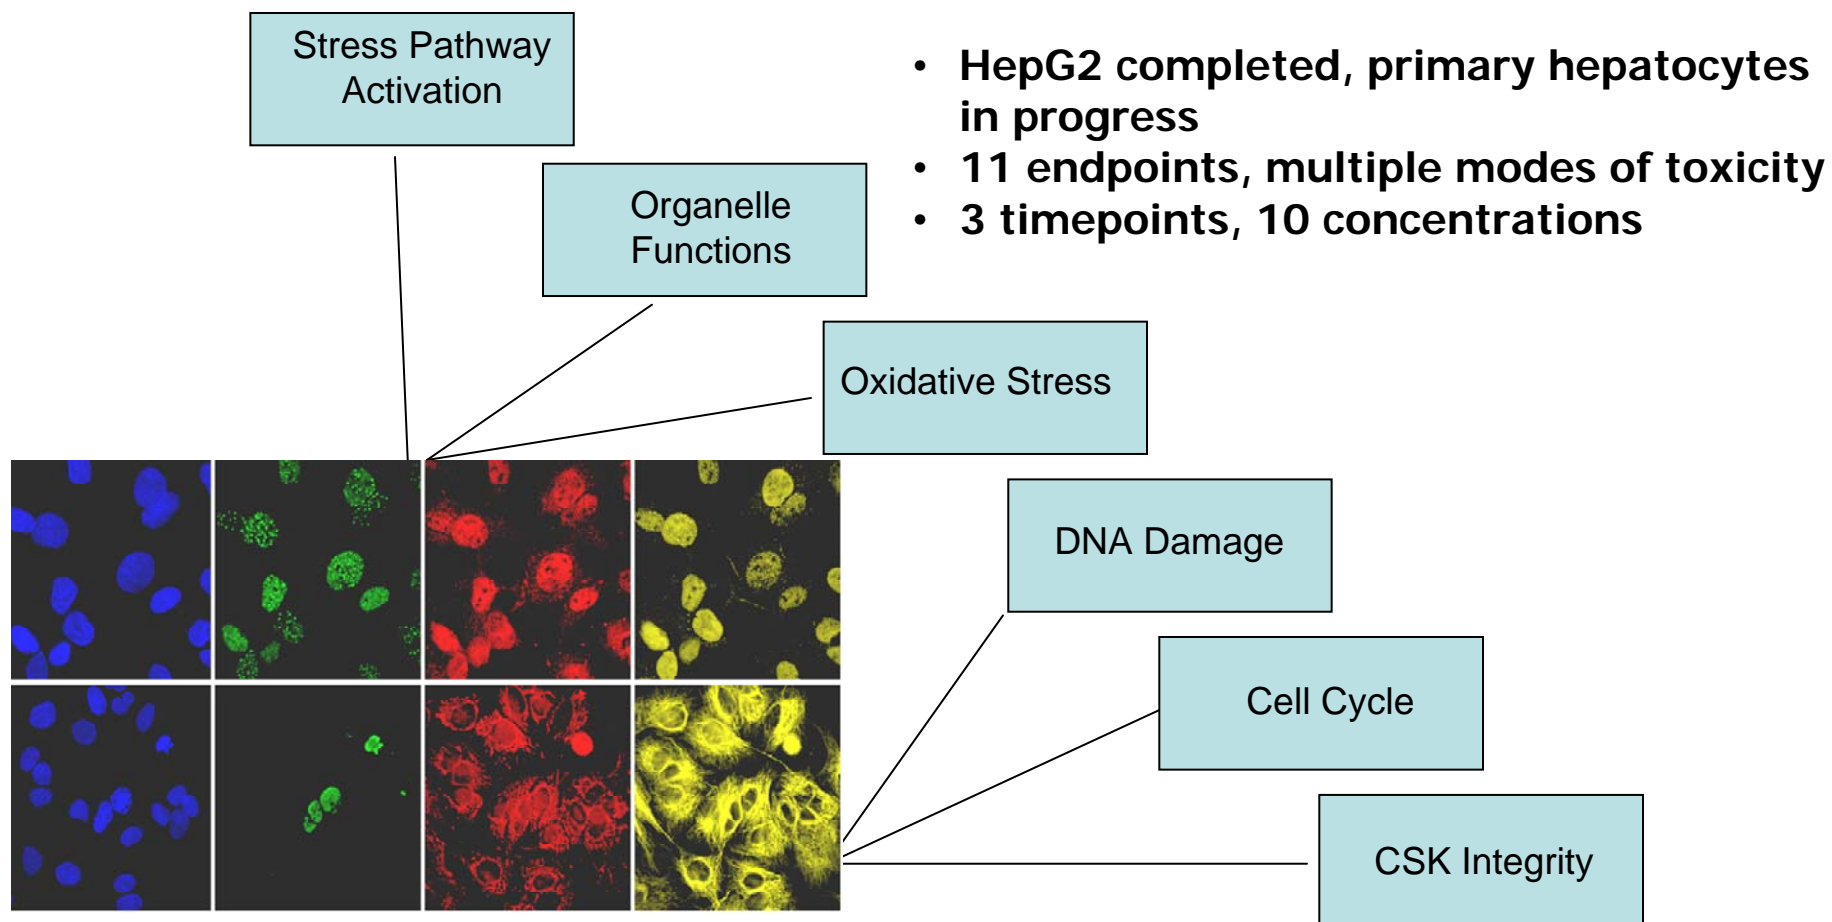 Stress Pathway
Activation
• HepG2 completed, primary hepatocytes
in progress
• 11 endpoints, multiple modes of toxicity
• 3 timepoints, 10 concentrations
Organelle
Functions
Oxidative Stress
DNA Damage
Cell Cycle
CSK Integrity